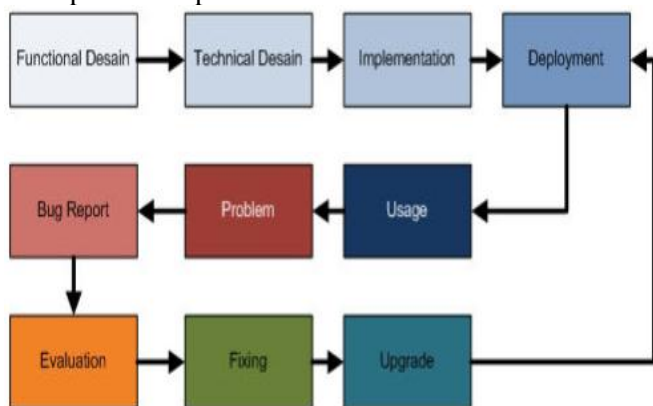 Functional Desain
Technical Desain
Implementation
Deployment
Bug Report
Problem
Usage
Evaluation
Fixing
Upgrade